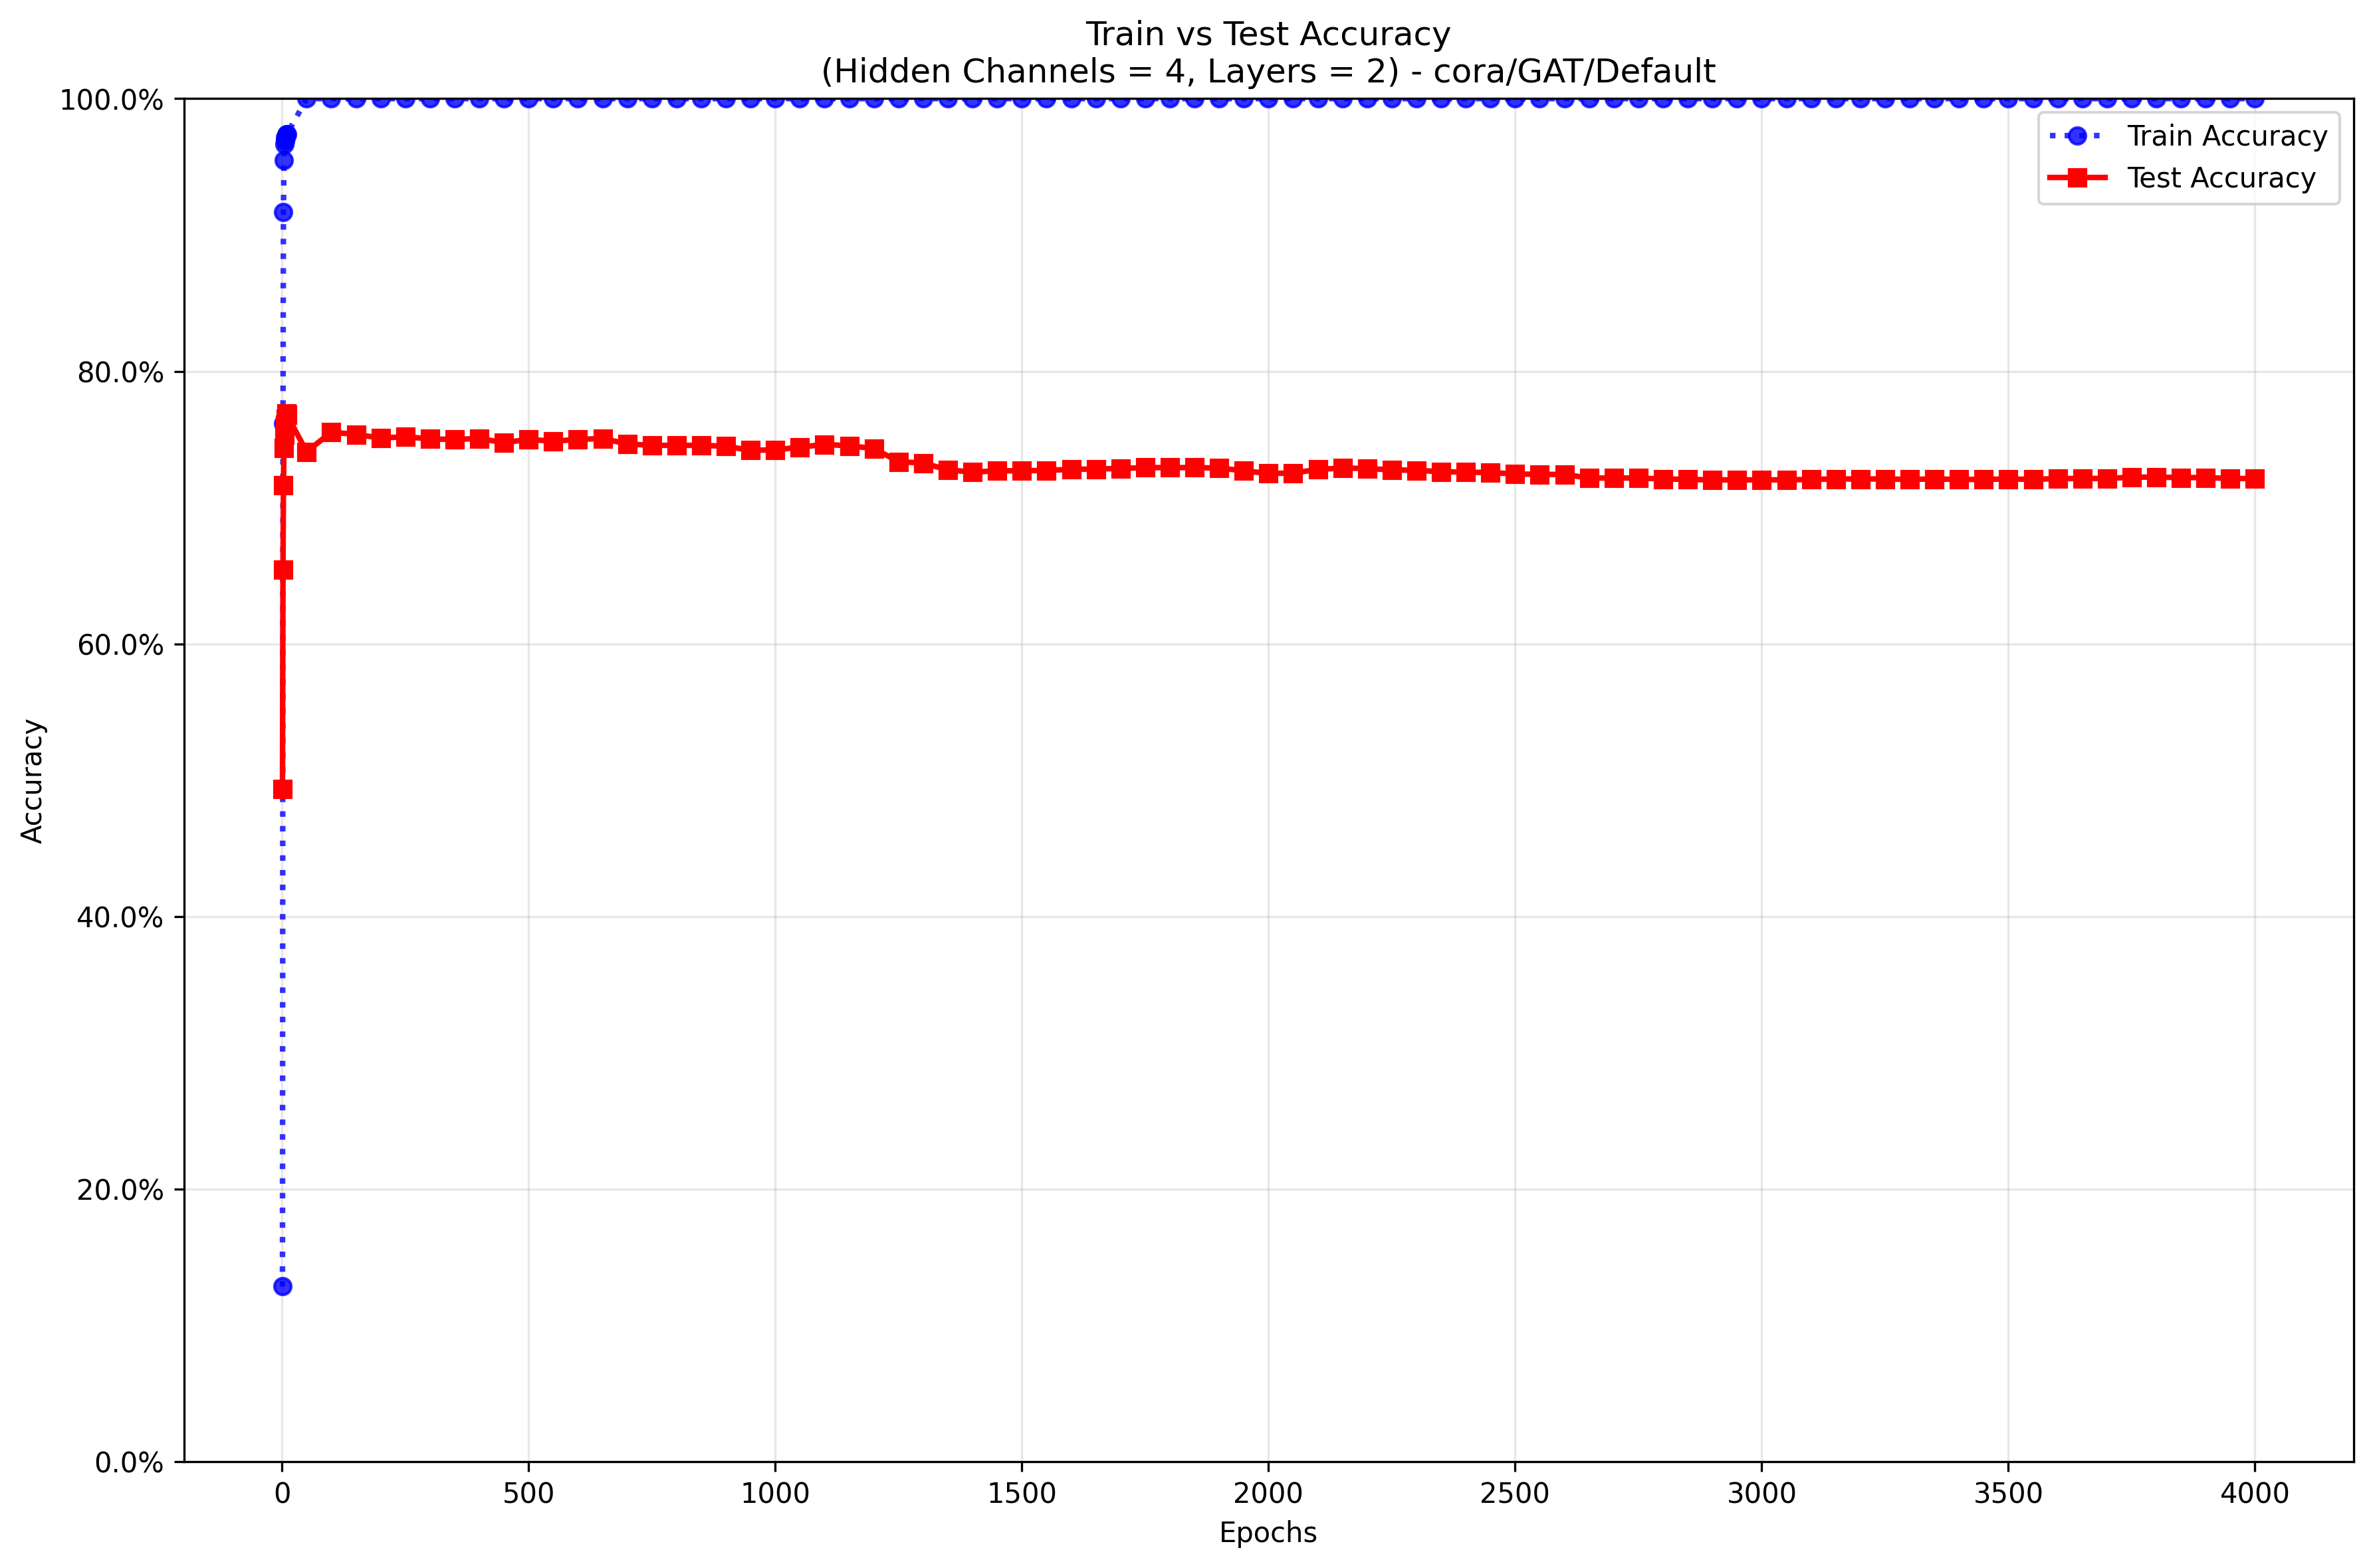 Train vs Test Accuracy
(Hidden Channels = 4, Layers = 2) - cora/GAT/Default
100.0%
80.0%
60.0%
40.0%
20.0%
0.0%
Accuracy
Train Accuracy
Test Accuracy
0
500
1000
1500
2000
2500
3000
3500
4000
Epochs